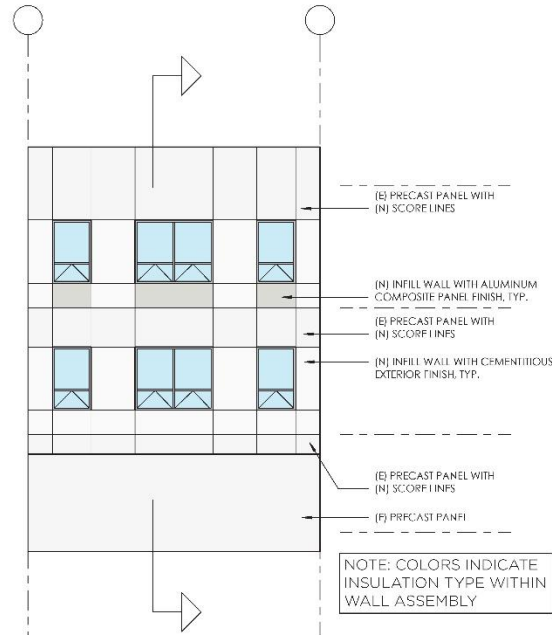 (E) PRECAST PANEL WITH
(N) SCORE LINES
(N) INFILL WALL WITH ALUMINUM
COMPOSITE PANEL FINISH, TYP.
(E) PRECAST PANEL WITH
(N) SCORE LINES
(N) INFILL WALL WITH CEMENTITIOUS
EXTERIOR FINISH, TYP.
(E) PRECAST PANEL WITH
(N) SCORE LINES
(E) PRECAST PANEL
NOTE: COLORS INDICATE
INSULATION TYPE WITHIN
WALL ASSEMBLY